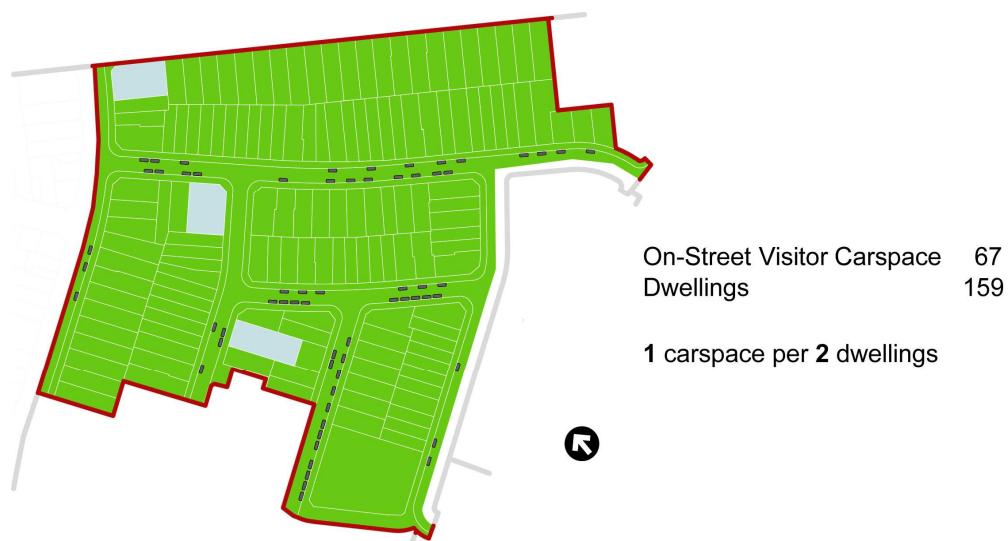 On-Street Visitor Carspace 67
Dwellings 159
1 carspace per 2 dwellings